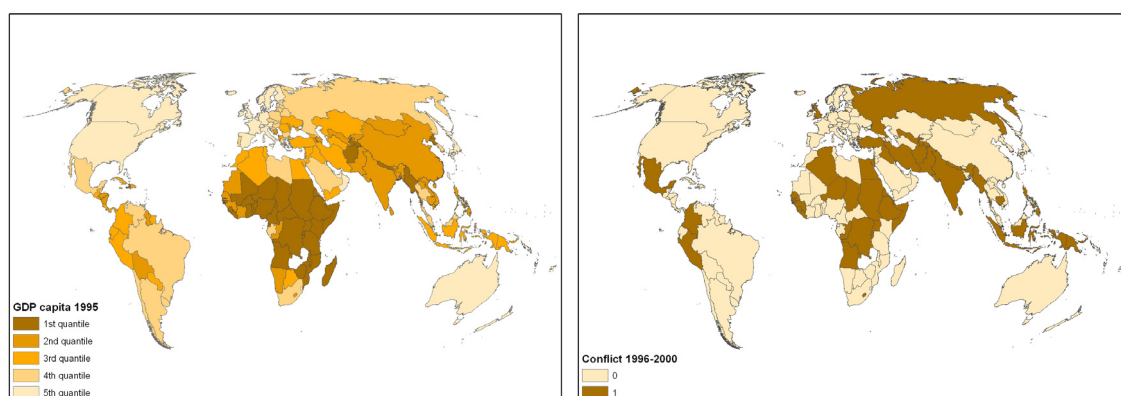 GDP capita 1995
1st quantile
2nd quantile
3rd quantile
4th quantile
5th quantile
Conflict 1996-2000
0
1